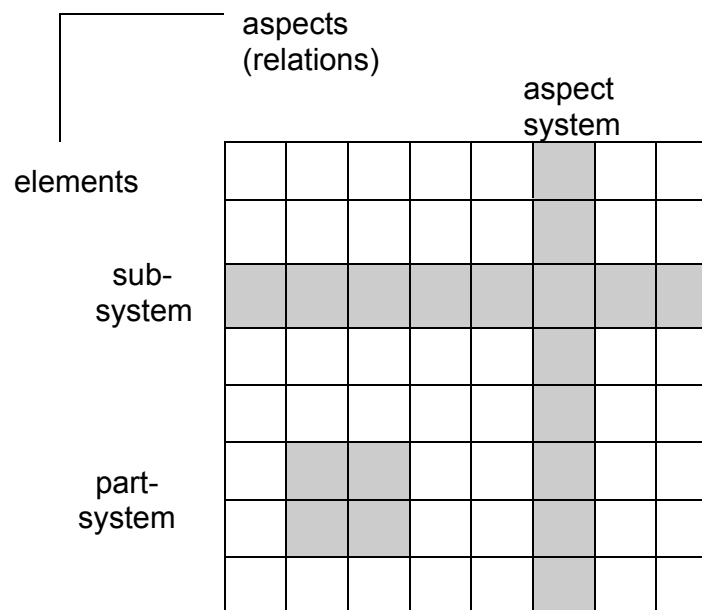 aspects
(relations)
aspect
system
elements
sub-
system
part-
system